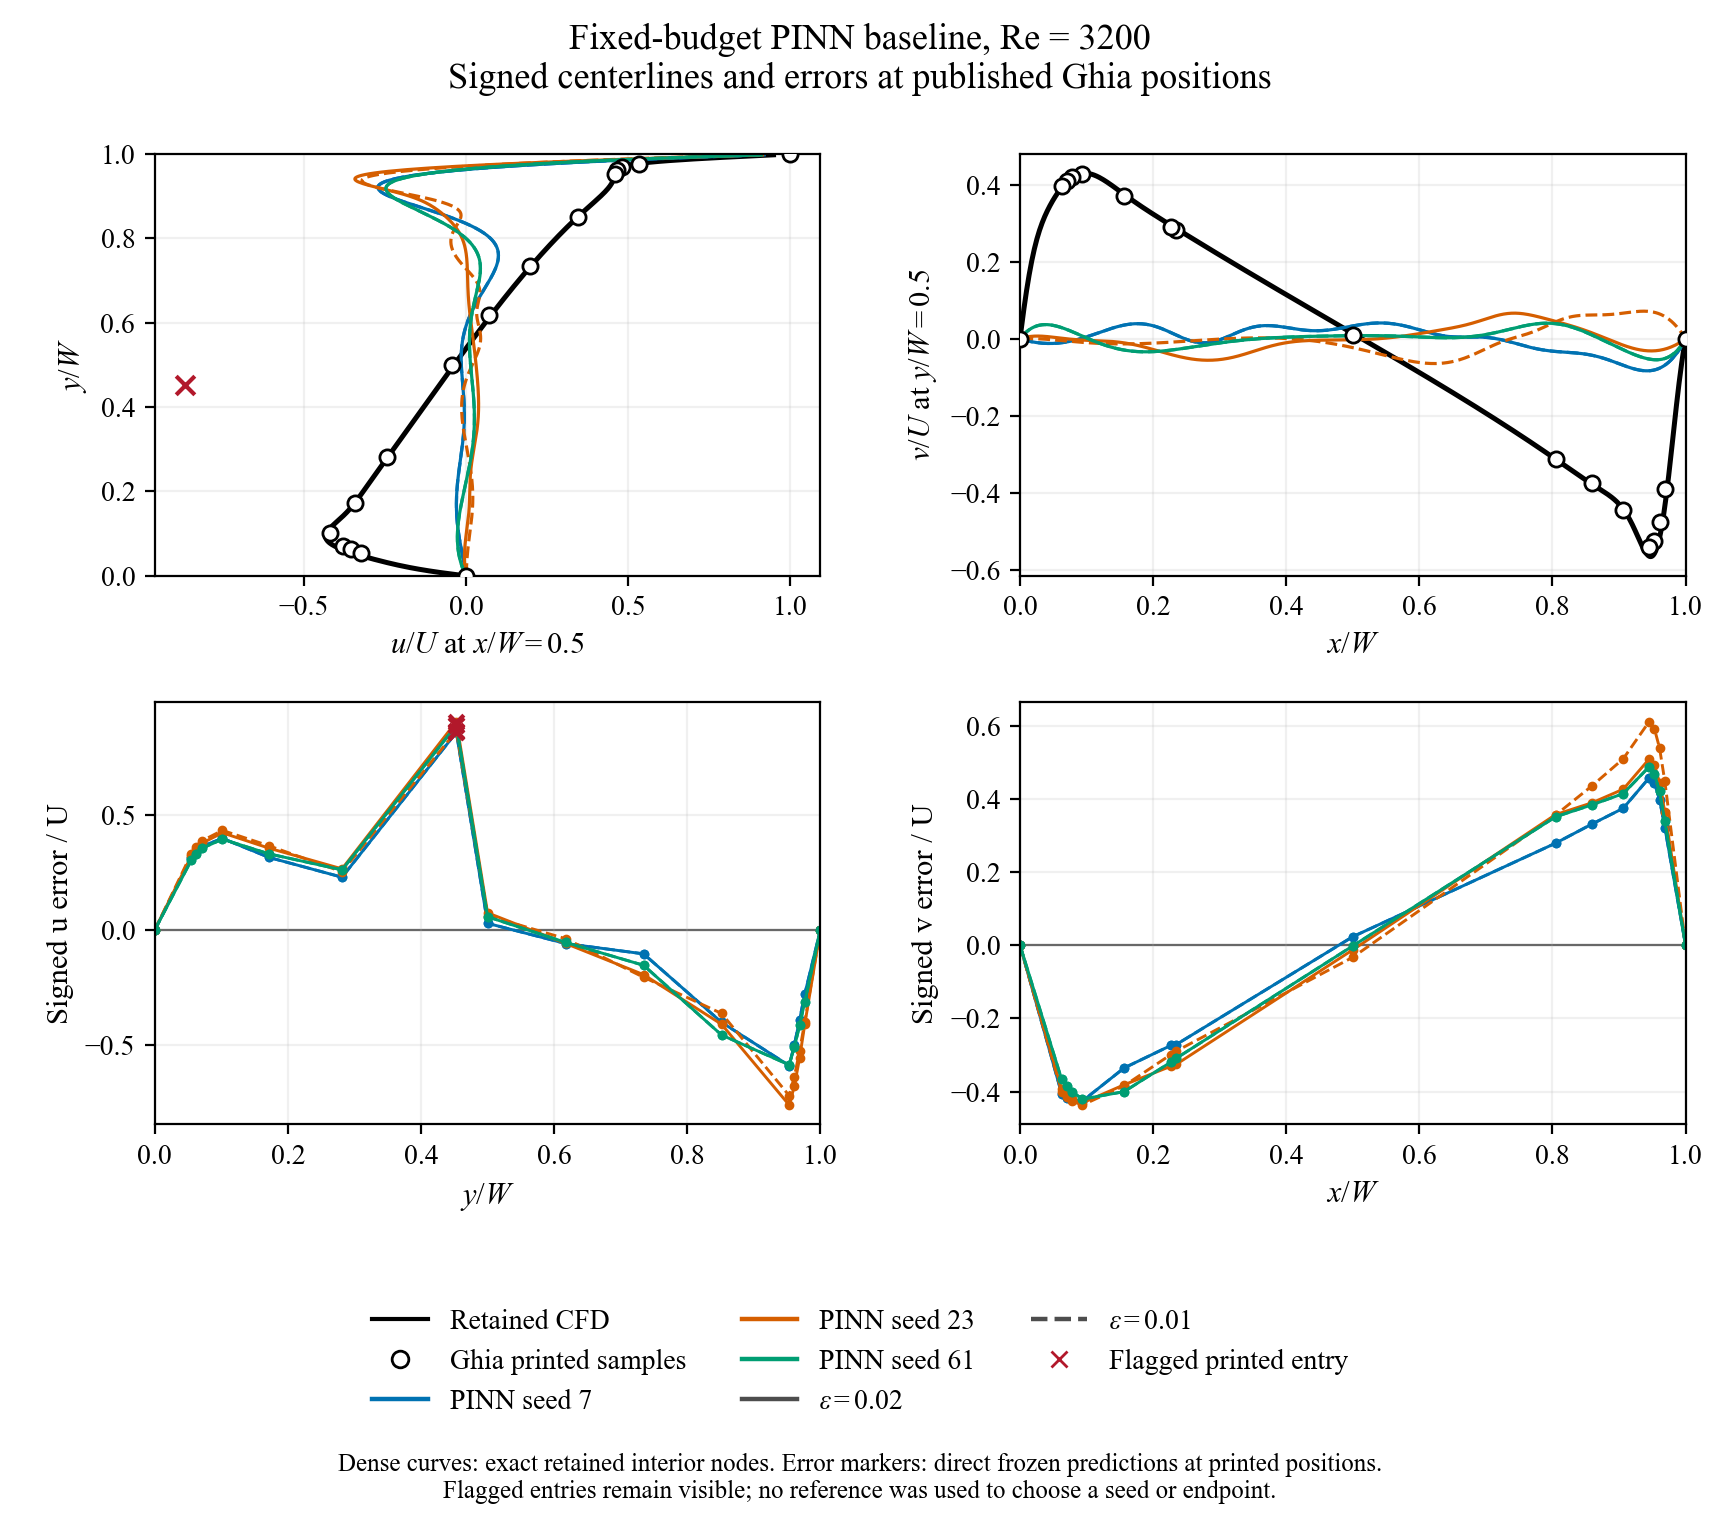 Fixed-budget PINN baseline, Re = 3200
Signed centerlines and errors at published Ghia positions
1.0
0.8
0.6
0.4
0.2
0.0
y/W
−0.5
0.0
0.5
1.0
u/U at x/W=0.5
0.4
0.2
0.0
−0.2
−0.4
−0.6
v/U at y/W=0.5
0.0
0.2
0.4
0.6
0.8
1.0
x/W
0.5
0.0
−0.5
Signed u error / U
0.0
0.2
0.4
0.6
0.8
1.0
y/W
0.6
0.4
0.2
0.0
−0.2
−0.4
Signed v error / U
0.0
0.2
0.4
0.6
0.8
1.0
x/W
Retained CFD
Ghia printed samples
PINN seed 7
PINN seed 23
PINN seed 61
ε=0.02
ε=0.01
Flagged printed entry
Dense curves: exact retained interior nodes. Error markers: direct frozen predictions at printed positions.
Flagged entries remain visible; no reference was used to choose a seed or endpoint.